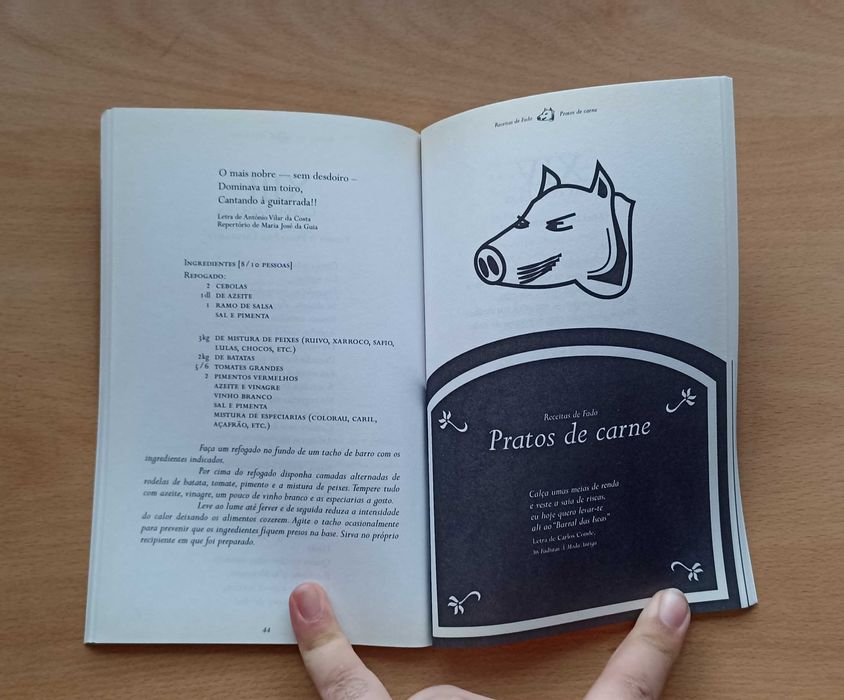 O mais nobre — sem desdoiro –
Dominava um toiro,
Cantando à guitarrada!!
Letra de António Vilar da Costa
Repertório de Maria José da Guia
Ingredientes [8/10 pessoas]
Refogado:
2 cebolas
1 dl de azeite
1 ramo de salsa
sal e pimenta
3kg de mistura de peixes (ruivo, xarroco, safio,
lulas, chocos, etc.)
2kg de batatas
5/6 tomates grandes
2 pimentos vermelhos
azeite e vinagre
vinho branco
sal e pimenta
mistura de especiarias (colorau, caril,
açafrão, etc.)
Faça um refogado no fundo de um tacho de barro com os
ingredientes indicados.
Por cima do refogado disponha camadas alternadas de
rodelas de batata, tomate, pimento e a mistura de peixes. Tempere tudo
com azeite, vinagre, um pouco de vinho branco e as especiarias a gosto.
Leve ao lume até ferver e de seguida reduza a intensidade
do calor deixando os alimentos cozerem. Agite o tacho ocasionalmente
para prevenir que os ingredientes fiquem presos na base. Sirva no próprio
recipiente em que foi preparado.
44
Receitas de Fado Pratos de carne
Receitas de Fado
Pratos de carne
Calça umas meias de renda
e veste a saia de riscas,
eu hoje quero levar-te
ali ao "Barral das Iscas"
Letra de Carlos Conde,
in Fadistas À Moda Antiga